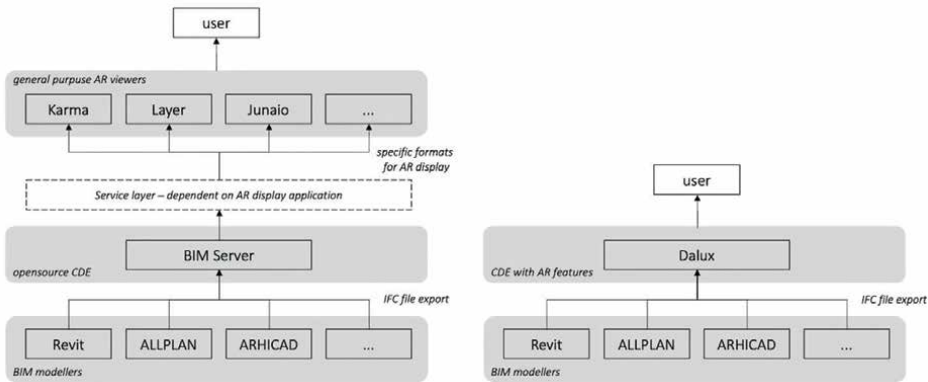 user
general purpuse AR viewers
Karma
Layer
Junaio
...
specific formats
for AR display
Service layer – dependent on AR display application
BIM Server
opensource CDE
IFC file export
Revit
ALLPLAN
ARHICAD
...
BIM modellers
user
Dalux
CDE with AR features
IFC file export
Revit
ALLPLAN
ARHICAD
...
BIM modellers